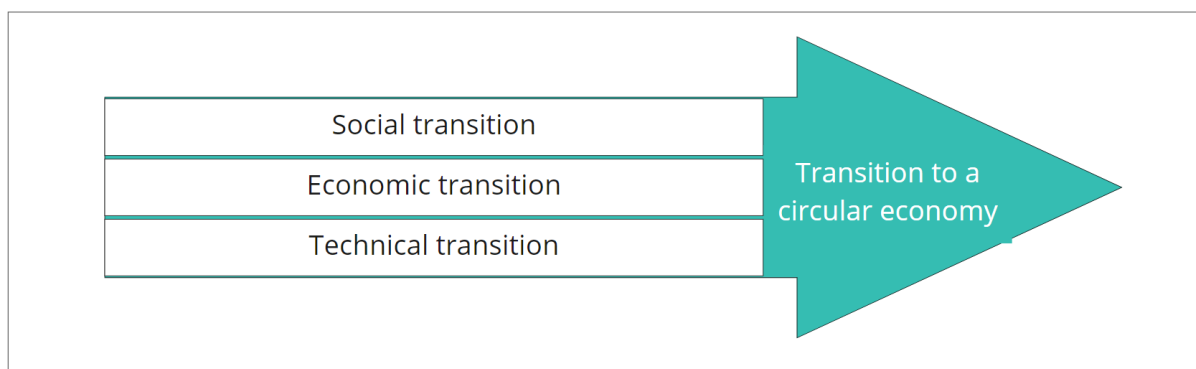 Social transition
Economic transition
Technical transition
Transition to a
circular economy